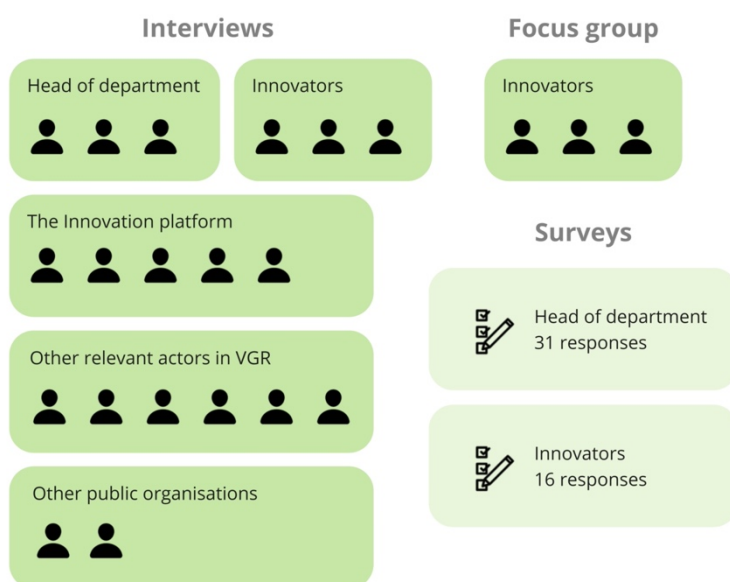 Interviews
Head of department
Innovators
The Innovation platform
Other relevant actors in VGR
Other public organisations
Focus group
Innovators
Surveys
Head of department
31 responses
Innovators
16 responses